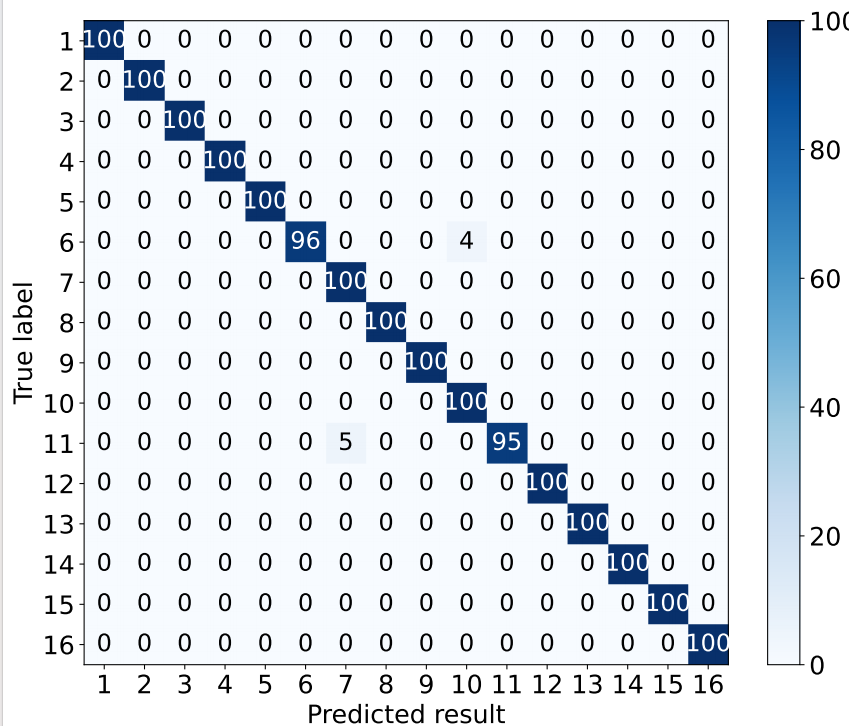 1 100 0 0 0 0 0 0 0 0 0 0 0 0 0 0 0
2 0 100 0 0 0 0 0 0 0 0 0 0 0 0 0 0
3 0 0 100 0 0 0 0 0 0 0 0 0 0 0 0 0
4 0 0 0 100 0 0 0 0 0 0 0 0 0 0 0 0
5 0 0 0 0 100 0 0 0 0 0 0 0 0 0 0 0
6 0 0 0 0 0 96 0 0 0 4 0 0 0 0 0 0
7 0 0 0 0 0 0 100 0 0 0 0 0 0 0 0 0
8 0 0 0 0 0 0 0 100 0 0 0 0 0 0 0 0
9 0 0 0 0 0 0 0 0 100 0 0 0 0 0 0 0
10 0 0 0 0 0 0 0 0 0 100 0 0 0 0 0 0
11 0 0 0 0 0 0 5 0 0 0 95 0 0 0 0 0
12 0 0 0 0 0 0 0 0 0 0 0 100 0 0 0 0
13 0 0 0 0 0 0 0 0 0 0 0 0 100 0 0 0
14 0 0 0 0 0 0 0 0 0 0 0 0 0 100 0 0
15 0 0 0 0 0 0 0 0 0 0 0 0 0 0 100 0
16 0 0 0 0 0 0 0 0 0 0 0 0 0 0 0 100
1 2 3 4 5 6 7 8 9 10 11 12 13 14 15 16
Predicted result
True label
100
80
60
40
20
0